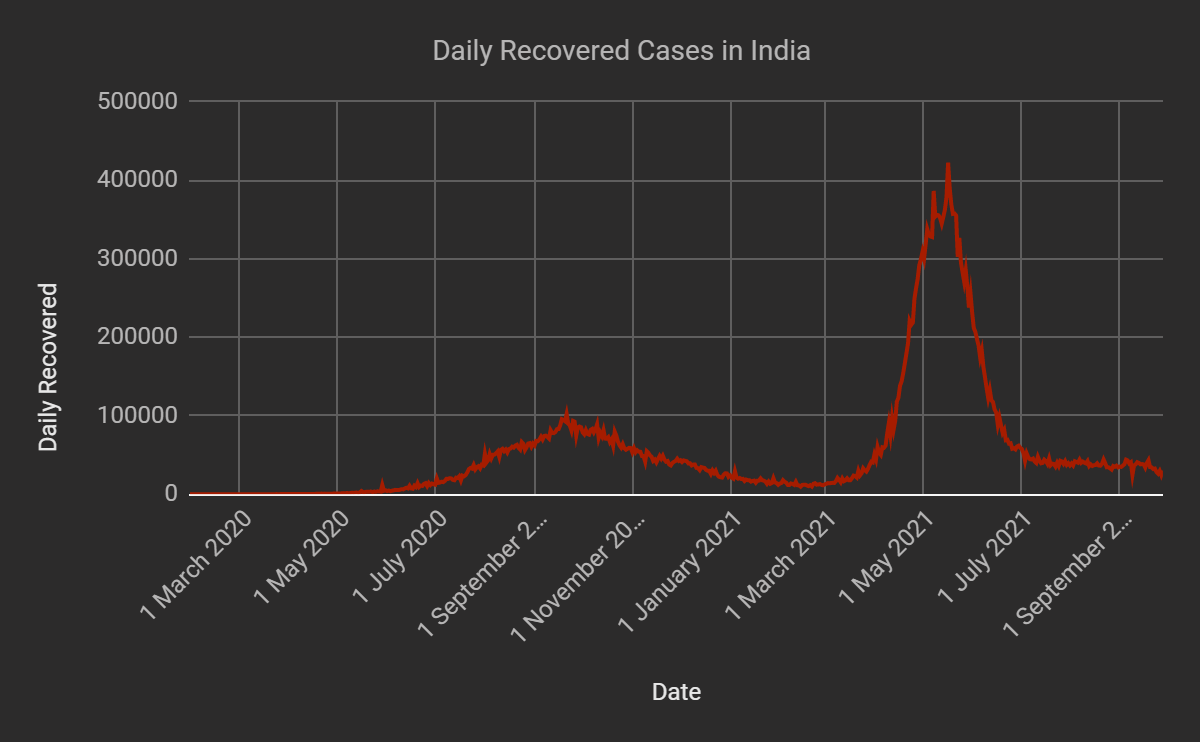 Daily Recovered Cases in India
500000
400000
300000
200000
100000
0
Daily Recovered
1 March 2020
1 May 2020
1 July 2020
1 September 2...
1 November 20...
1 January 2021
1 March 2021
1 May 2021
1 July 2021
1 September 2...
Date